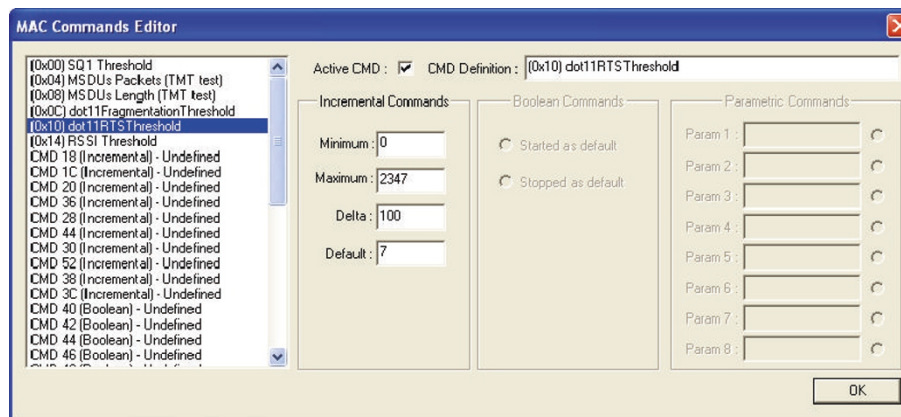 MAC Commands Editor
(0x00) SQ1 Threshold
(0x04) MSDUs Packets (TMT test)
(0x08) MSDUs Length (TMT test)
(0x0C) dot11FragmentationThreshold
(0x10) dot11RTSThreshold
(0x14) RSSI Threshold
CMD 18 (Incremental) - Undefined
CMD 1C (Incremental) - Undefined
CMD 20 (Incremental) - Undefined
CMD 36 (Incremental) - Undefined
CMD 28 (Incremental) - Undefined
CMD 44 (Incremental) - Undefined
CMD 30 (Incremental) - Undefined
CMD 52 (Incremental) - Undefined
CMD 38 (Incremental) - Undefined
CMD 3C (Incremental) - Undefined
CMD 40 (Boolean) - Undefined
CMD 42 (Boolean) - Undefined
CMD 44 (Boolean) - Undefined
CMD 46 (Boolean) - Undefined
Active CMD : CMD Definition : (0x10) dot11RTSThreshold
Incremental Commands
Minimum : 0
Maximum : 2347
Delta : 100
Default : 7
Boolean Commands
Started as default
Stopped as default
Parametric Commands
Param 1 :
Param 2 :
Param 3 :
Param 4 :
Param 5 :
Param 6 :
Param 7 :
Param 8 :
OK